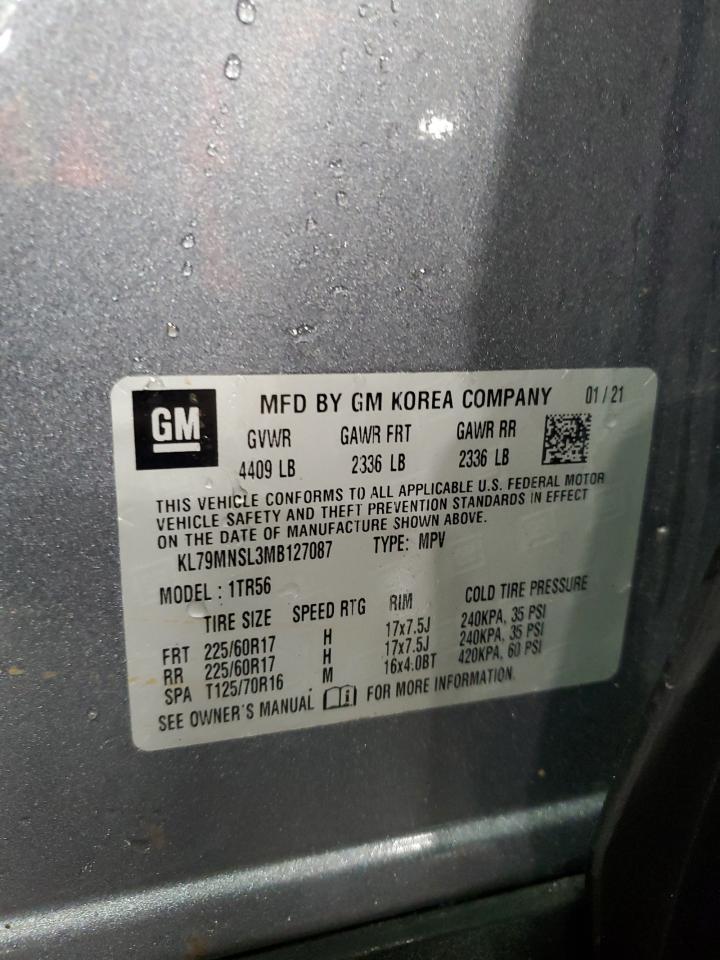 GM
MFD BY GM KOREA COMPANY 01 / 21
GVWR GAWR FRT GAWR RR
4409 LB 2336 LB 2336 LB
THIS VEHICLE CONFORMS TO ALL APPLICABLE U.S. FEDERAL MOTOR
VEHICLE SAFETY AND THEFT PREVENTION STANDARDS IN EFFECT
ON THE DATE OF MANUFACTURE SHOWN ABOVE.
KL79MNSL3MB127087 TYPE: MPV
MODEL : 1TR56
TIRE SIZE SPEED RTG RIM COLD TIRE PRESSURE
FRT 225/60R17 H 17x7.5J 240KPA, 35 PSI
RR 225/60R17 H 17x7.5J 240KPA, 35 PSI
SPA T125/70R16 M 16x4.0BT 420KPA, 60 PSI
SEE OWNER'S MANUAL FOR MORE INFORMATION.